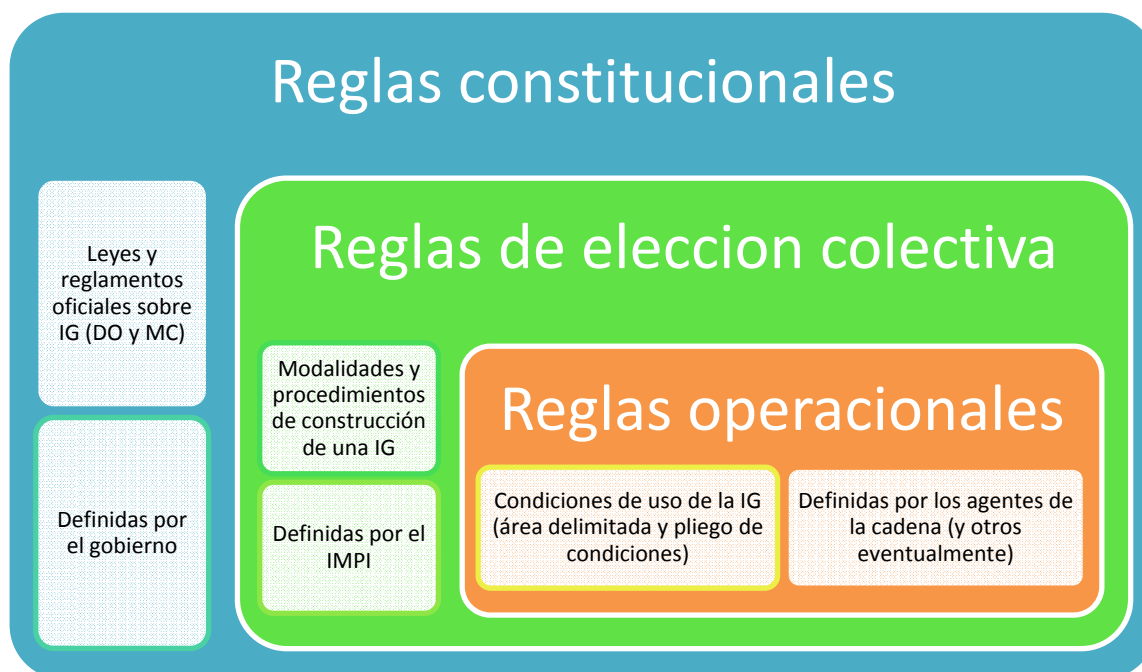 Reglas constitucionales
Leyes y
reglamentos
oficiales sobre
IG (DO y MC)
Definidas por
el gobierno
Reglas de eleccion colectiva
Modalidades y
procedimientos
de construcción
de una IG
Definidas por el
IMPI
Reglas operacionales
Condiciones de uso de la IG
(área delimitada y pliego de
condiciones)
Definidas por los agentes de
la cadena (y otros
eventualmente)